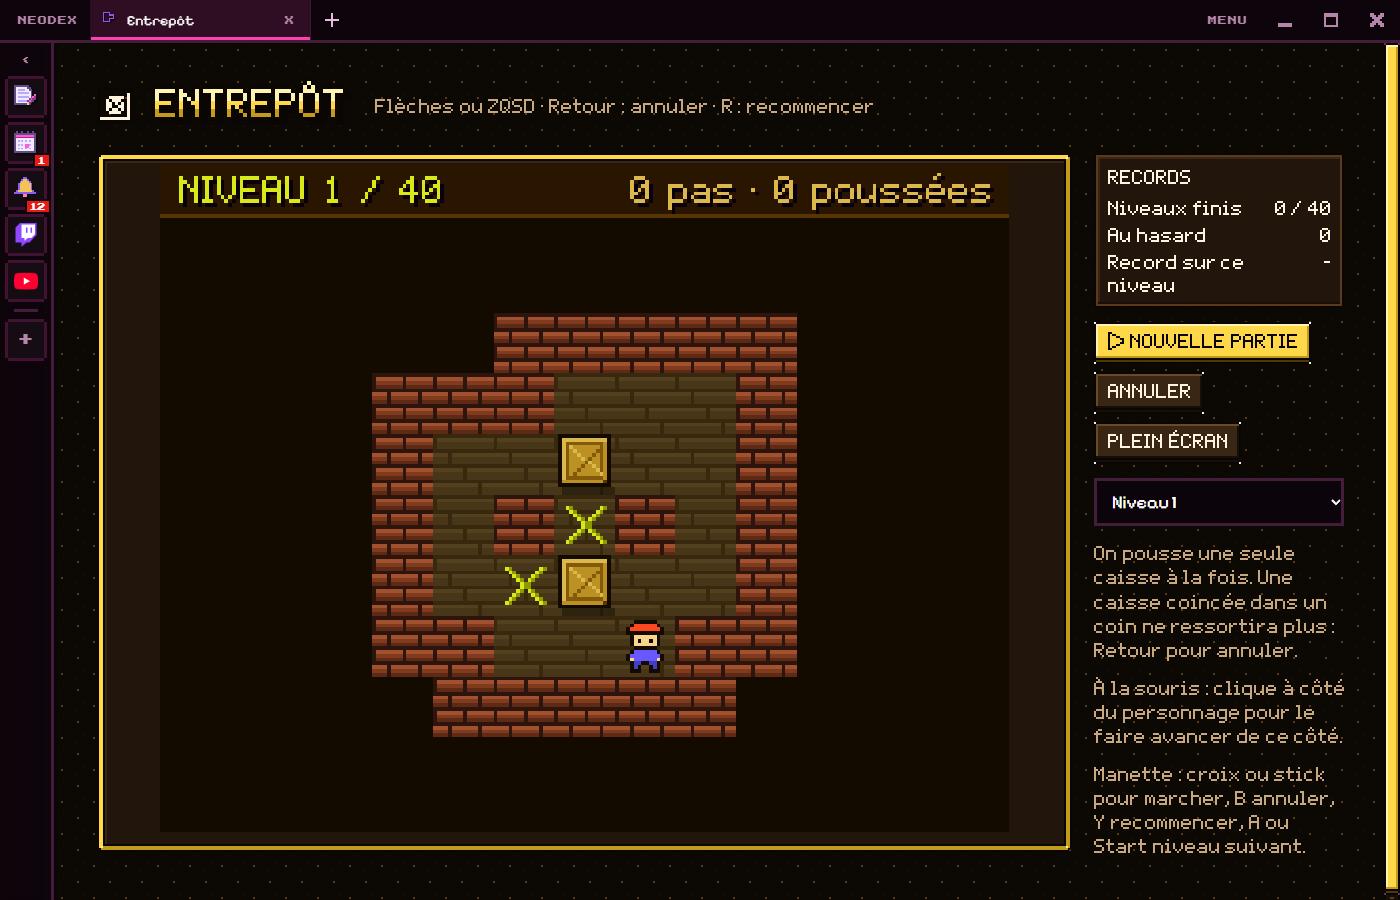 NEODEX
Entrepôt
MENU
1
12
ENTREPÔT
Flèches ou ZQSD · Retour : annuler · R : recommencer
NIVEAU 1 / 40
0 pas · 0 poussées
RECORDS
Niveaux finis 0 / 40
Au hasard 0
Record sur ce -
niveau
NOUVELLE PARTIE
ANNULER
PLEIN ÉCRAN
Niveau 1
On pousse une seule
caisse à la fois. Une
caisse coincée dans un
coin ne ressortira plus :
Retour pour annuler.
À la souris : clique à côté
du personnage pour le
faire avancer de ce côté.
Manette : croix ou stick
pour marcher, B annuler,
Y recommencer, A ou
Start niveau suivant.